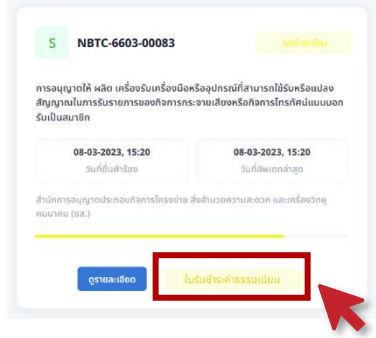 S NBTC-6603-00083 รอชำระเงิน
การอนุญาตให้ ผลิต เครื่องรับเครื่องมือหรืออุปกรณ์ที่สามารถใช้รับหรือแปลง
สัญญาณในการรับรายการของกิจการกระจายเสียงหรือกิจการโทรทัศน์แบบบอก
รับเป็นสมาชิก
08-03-2023, 15:20 08-03-2023, 15:20
วันที่ยื่นคำร้อง วันที่อัพเดทล่าสุด
สำนักการอนุญาตประกอบกิจการโครงข่าย สิ่งอำนวยความสะดวก และเครื่องวิทยุ
คมนาคม (ปส.)
ดูรายละเอียด ใบรับชำระค่าธรรมเนียม